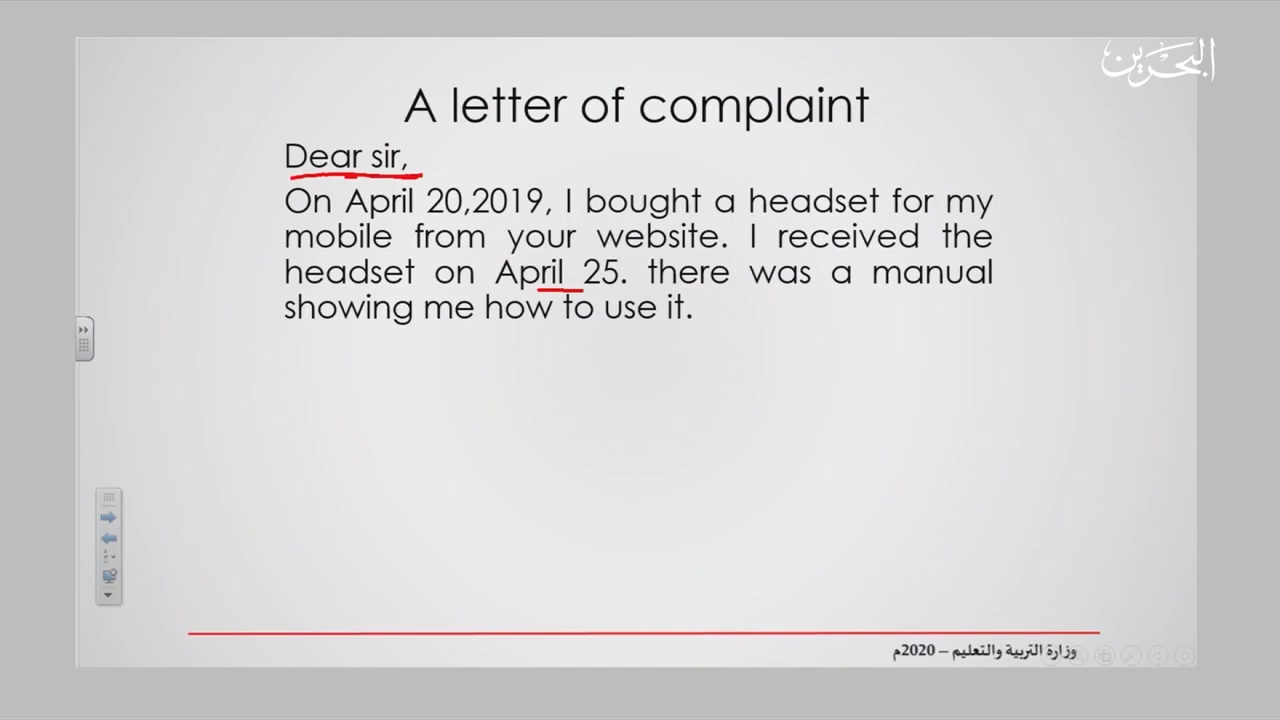 البحرين
A letter of complaint
Dear sir,
On April 20,2019, I bought a headset for my
mobile from your website. I received the
headset on April 25. there was a manual
showing me how to use it.
وزارة التربية والتعليم – 2020م